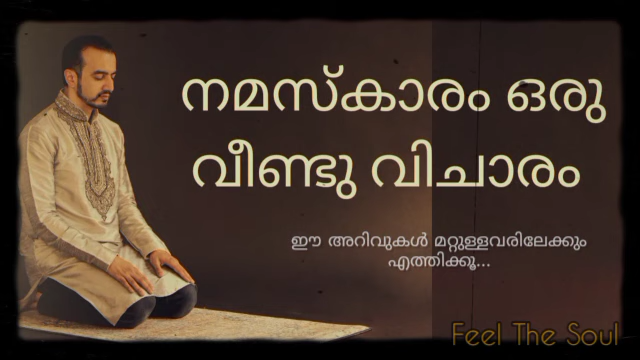 നമസ്കാരം ഒരു
വീണ്ടു വിചാരം
ഈ അറിവുകൾ മറ്റുള്ളവരിലേക്കും
എത്തിക്കൂ...
Feel The Soul